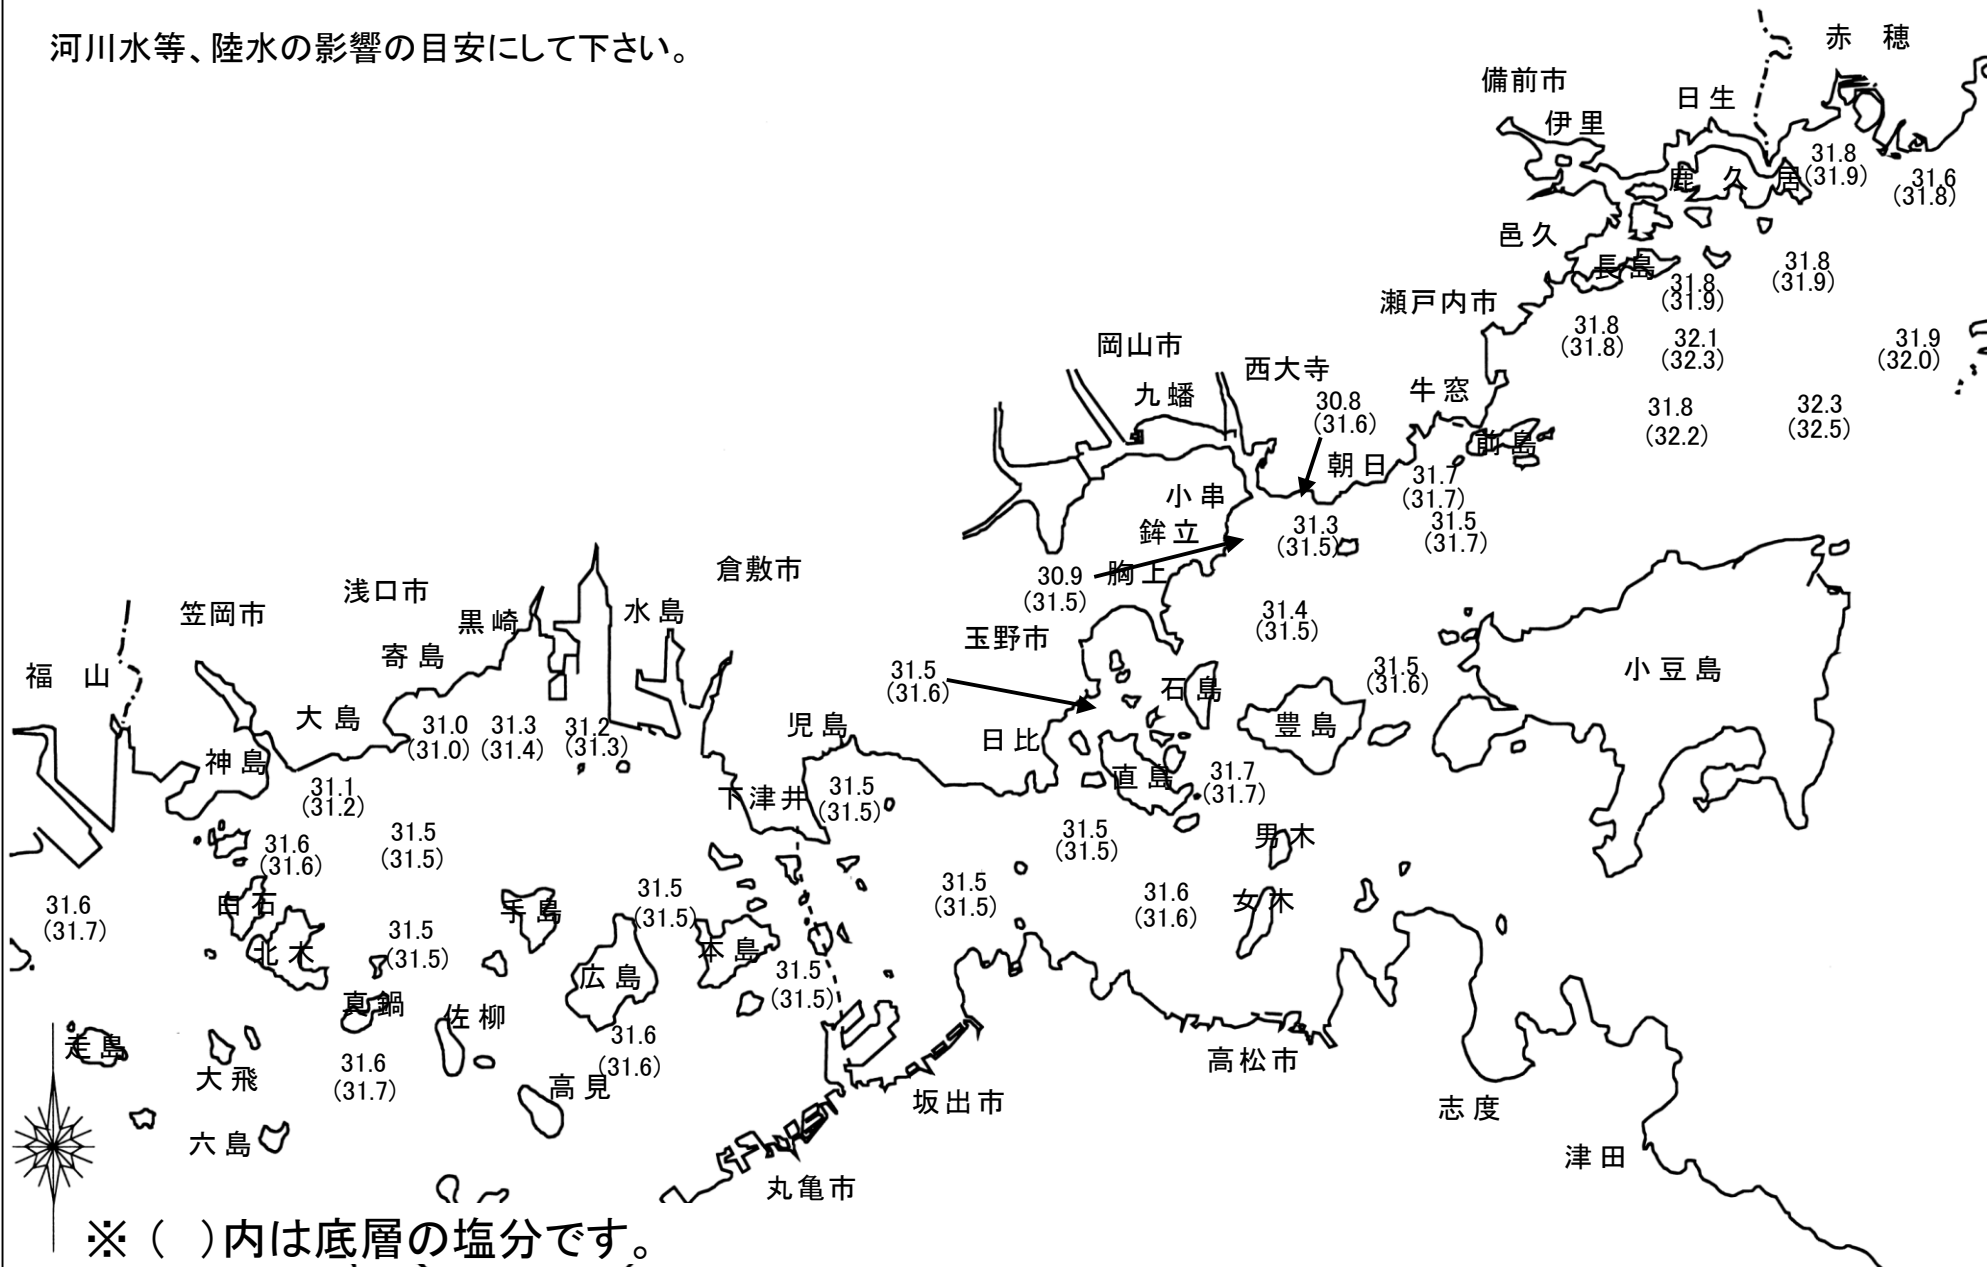 河川水等、陸水の影響の目安にして下さい。
赤 穂
備前市
日生
伊里
31.8
(31.9)
鹿 久 居
31.6
(31.8)
邑久
長島
31.8
(31.9)
31.8
(31.9)
瀬戸内市
31.8
(31.8)
32.1
(32.3)
31.9
(32.0)
岡山市
西大寺
九蟠
牛窓
30.8
(31.6)
31.8
(32.2)
32.3
(32.5)
前島
朝日
31.7
(31.7)
小串
鉾立
31.3
(31.5)
31.5
(31.7)
胸上
30.9
(31.5)
倉敷市
浅口市
笠岡市
黒崎
水島
31.4
(31.5)
玉野市
寄島
福 山
31.5
(31.6)
石島
31.5
(31.6)
小豆島
大島
31.0
(31.0)
31.3
(31.4)
31.2
(31.3)
児島
日比
豊島
神島
直島
31.7
(31.7)
31.1
(31.2)
下津井
31.5
(31.5)
31.6
(31.6)
31.5
(31.5)
31.5
(31.5)
男木
31.6
(31.7)
白石
手島
31.5
(31.5)
31.5
(31.5)
31.6
(31.6)
女木
北木
31.5
(31.5)
本島
広島
31.5
(31.5)
真鍋
佐柳
31.6
(31.6)
走島
大飛
31.6
(31.7)
高見
高松市
坂出市
志度
六島
津田
丸亀市
※( )内は底層の塩分です。